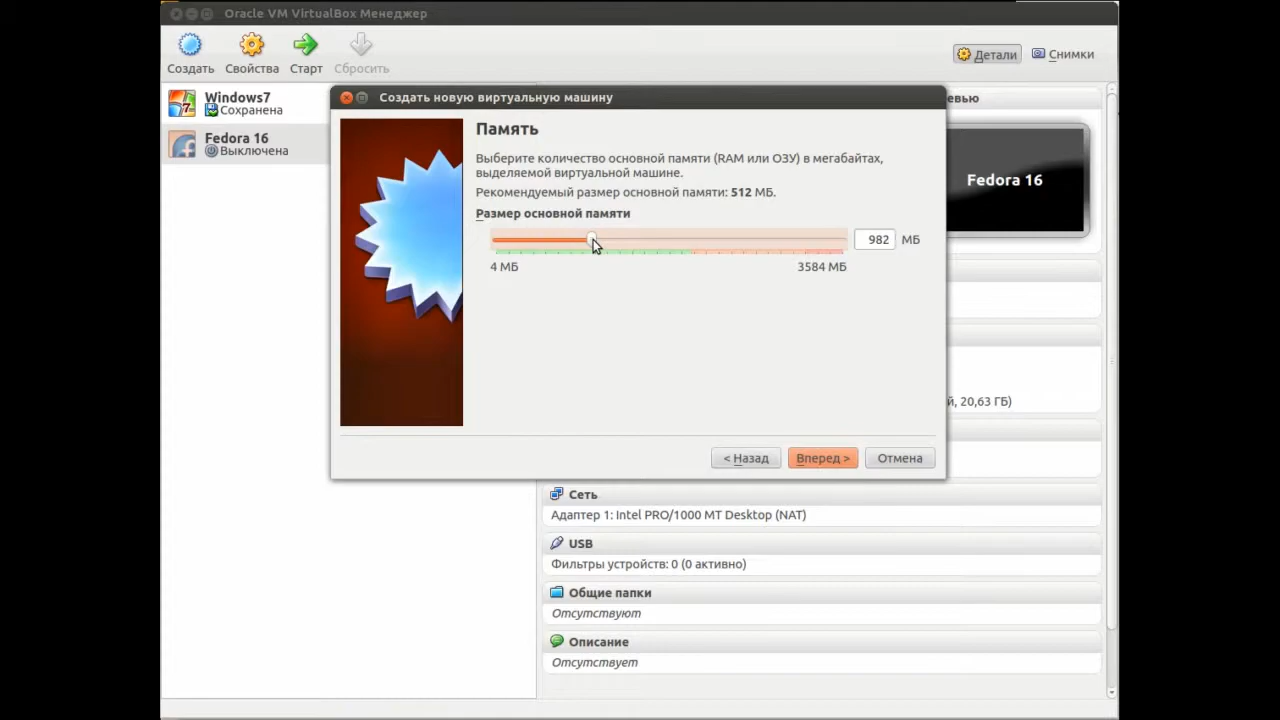 Oracle VM VirtualBox Менеджер
Создать
Свойства
Старт
Сбросить
Детали
Снимки
Windows7
Сохранена
Fedora 16
Выключена
Создать новую виртуальную машину
Память
Выберите количество основной памяти (RAM или ОЗУ) в мегабайтах,
выделяемой виртуальной машине.
Рекомендуемый размер основной памяти: 512 МБ.
Размер основной памяти
982 МБ
4 МБ
3584 МБ
< Назад
Вперед >
Отмена
евью
Fedora 16
й, 20,63 ГБ)
Сеть
Адаптер 1: Intel PRO/1000 MT Desktop (NAT)
USB
Фильтры устройств: 0 (0 активно)
Общие папки
Отсутствуют
Описание
Отсутствует